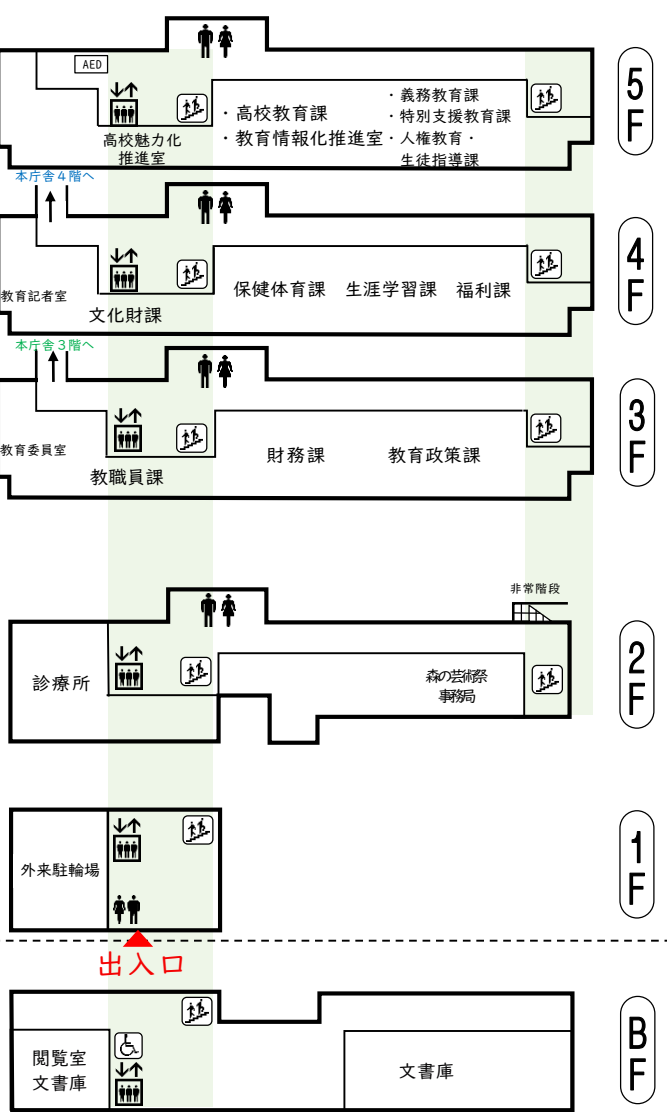 AED
5F
・高校教育課
・教育情報化推進室
・義務教育課
・特別支援教育課
・人権教育・
生徒指導課
高校魅力化
推進室
本庁舎4階へ
4F
教育記者室
文化財課
保健体育課
生涯学習課
福利課
本庁舎3階へ
3F
教育委員室
教職員課
財務課
教育政策課
非常階段
2F
診療所
森の芸術祭
事務局
1F
外来駐輪場
出入口
BF
閲覧室
文書庫
文書庫